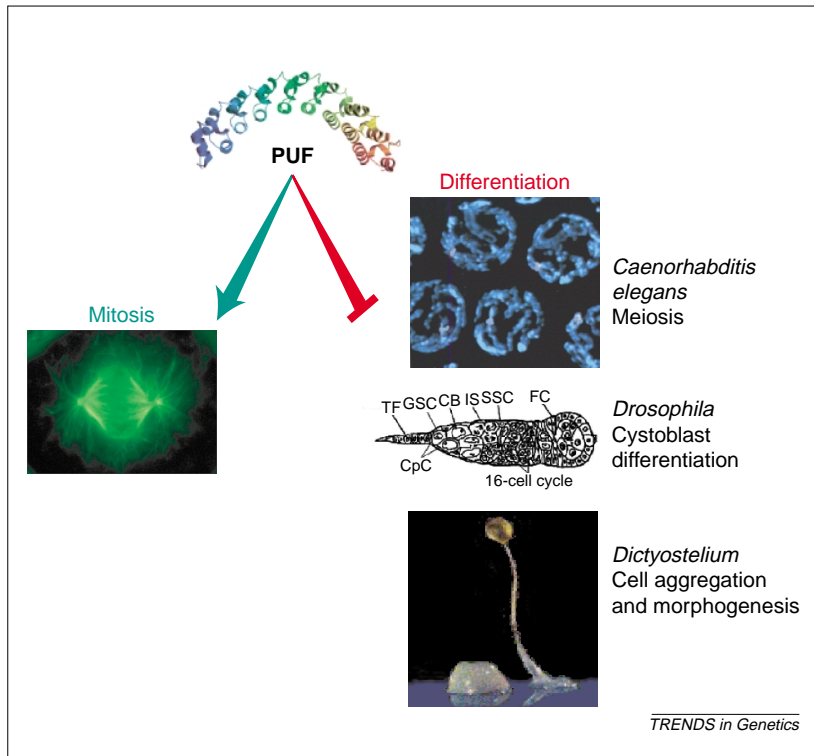 PUF
Differentiation
Caenorhabditis
elegans
Meiosis
Mitosis
TF GSC CB IS SSC FC
CpC
16-cell cycle
Drosophila
Cystoblast
differentiation
Dictyostelium
Cell aggregation
and morphogenesis
TRENDS in Genetics